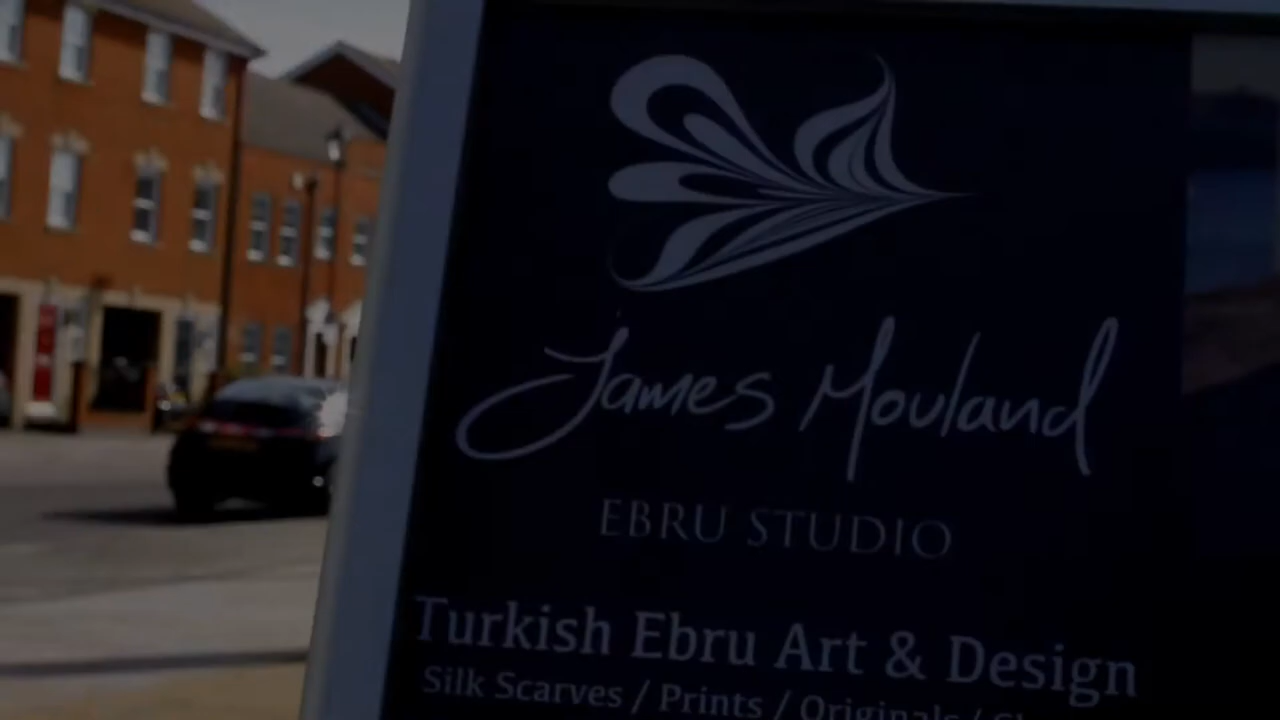 James Mouland
EBRU STUDIO
Turkish Ebru Art & Design
Silk Scarves / Prints / Originals /